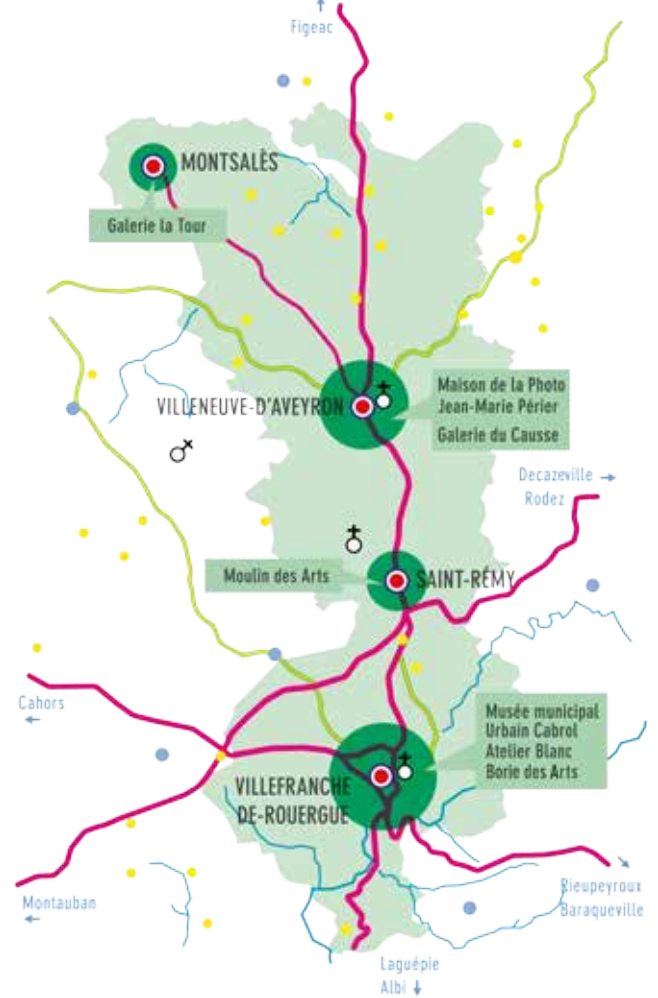 Figeac
MONTSALÈS
Galerie la Tour
Maison de la Photo
Jean-Marie Périer
Galerie du Causse
VILLENEUVE-D'AVEYRON
Decazeville
Rodez
Moulin des Arts
SAINT-RÉMY
Cahors
Musée municipal
Urbain Cabrol
Atelier Blanc
Borie des Arts
VILLEFRANCHE
DE-ROUERGUE
Montauban
Rieupeyroux
Baraqueville
Laguépie
Albi